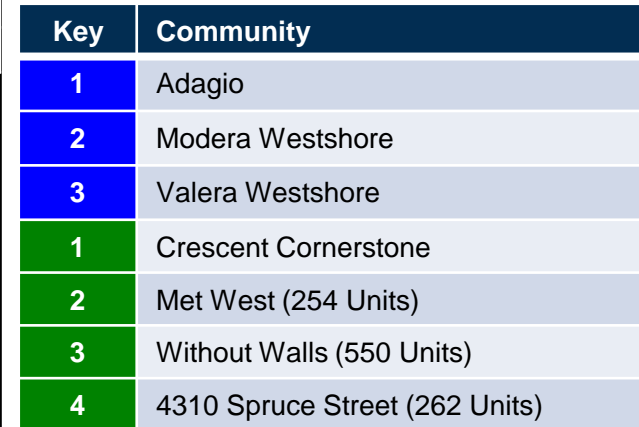 Key Community
1 Adagio
2 Modera Westshore
3 Valera Westshore
1 Crescent Cornerstone
2 Met West (254 Units)
3 Without Walls (550 Units)
4 4310 Spruce Street (262 Units)